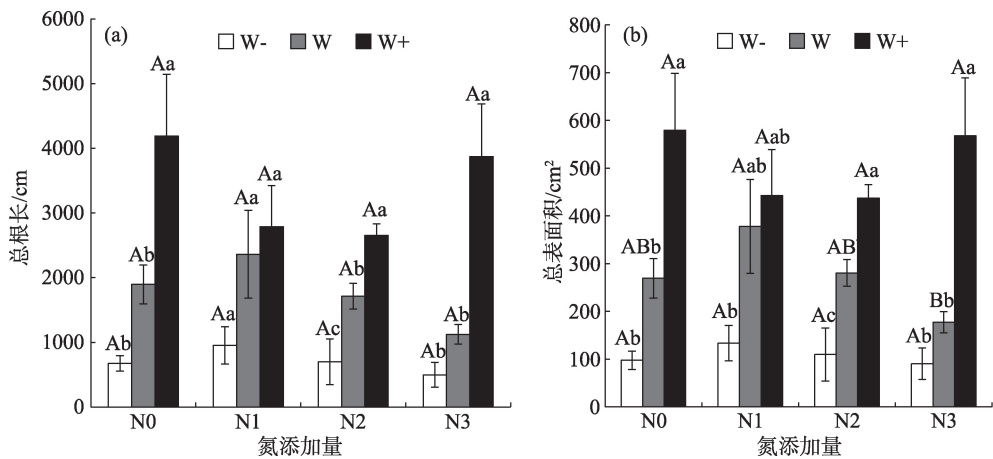 (a)
W- W W+
总根长/cm
6000
5000
4000
3000
2000
1000
0
Ab Ab Aa
Aa Aa Aa
Ac Ab Aa
Ab Ab Aa
N0 N1 N2 N3
氮添加量
(b)
W- W W+
总表面积/cm²
800
700
600
500
400
300
200
100
0
Ab ABb Aa
Ab Aab Aab
Ac ABb Aa
Ab Bb Aa
N0 N1 N2 N3
氮添加量